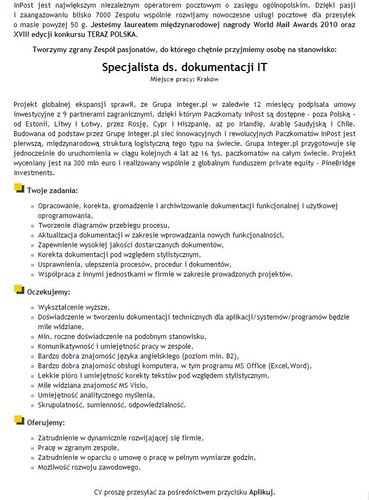 InPost jest największym niezależnym operatorem pocztowym o zasięgu ogólnopolskim. Dzięki pasji
i zaangażowaniu blisko 7000 Zespołu wspólnie rozwijamy nowoczesne usługi pocztowe dla przesyłek
o masie powyżej 50 g. Jesteśmy laureatem międzynarodowej nagrody World Mail Awards 2010 oraz
XVIII edycji konkursu TERAZ POLSKA.
Tworzymy zgrany Zespół pasjonatów, do którego chętnie przyjmiemy osobę na stanowisko:
Specjalista ds. dokumentacji IT
Miejsce pracy: Kraków
Projekt globalnej ekspansji sprawił, że Grupa Integer.pl w zaledwie 12 miesięcy podpisała umowy
inwestycyjne z 9 partnerami zagranicznymi, dzięki którym Paczkomaty InPost są dostępne - poza Polską -
od Estonii, Litwy i Łotwy, przez Rosję, Cypr i Hiszpanię, aż po Irlandię, Arabię Saudyjską i Chile.
Budowana od podstaw przez Grupę Integer.pl sieć innowacyjnych i rewolucyjnych Paczkomatów InPost jest
pierwszą, międzynarodową strukturą logistyczną tego typu na świecie. Grupa Integer.pl przygotowuje się
jednocześnie do uruchomienia w ciągu kolejnych 4 lat aż 16 tys. paczkomatów na całym świecie. Projekt
wyceniany jest na 300 mln euro i realizowany wspólnie z globalnym funduszem private equity - PineBridge
Investments.
Twoje zadania:
Opracowanie, korekta, gromadzenie i archiwizowanie dokumentacji funkcjonalnej i użytkowej
oprogramowania,
Tworzenie diagramów przebiegu procesu,
Aktualizacja dokumentacji w zakresie wprowadzania nowych funkcjonalności,
Zapewnienie wysokiej jakości dostarczanych dokumentów,
Korekta dokumentacji pod względem stylistycznym,
Usprawnienia, ulepszenia procesów, procedur i dokumentów,
Współpraca z innymi jednostkami w firmie w zakresie prowadzonych projektów.
Oczekujemy:
Wykształcenie wyższe,
Doświadczenie w tworzeniu dokumentacji technicznych dla aplikacji/systemów/programów będzie
mile widziane,
Min. roczne doświadczenie na podobnym stanowisku,
Komunikatywność i umiejętność pracy w zespole,
Bardzo dobra znajomość języka angielskiego (poziom min. B2),
Bardzo dobra znajomość obsługi komputera, w tym programu MS Office (Excel,Word),
Lekkie pióro i umiejętność korekty tekstów pod względem stylistycznym,
Mile widziana znajomość MS Visio,
Umiejętność analitycznego myślenia,
Skrupulatność, sumienność, odpowiedzialność.
Oferujemy:
Zatrudnienie w dynamicznie rozwijającej się firmie,
Pracę w zgranym zespole,
Zatrudnienie w oparciu o umowę o pracę w pełnym wymiarze godzin,
Możliwość rozwoju zawodowego.
CV proszę przesyłać za pośrednictwem przycisku Aplikuj.